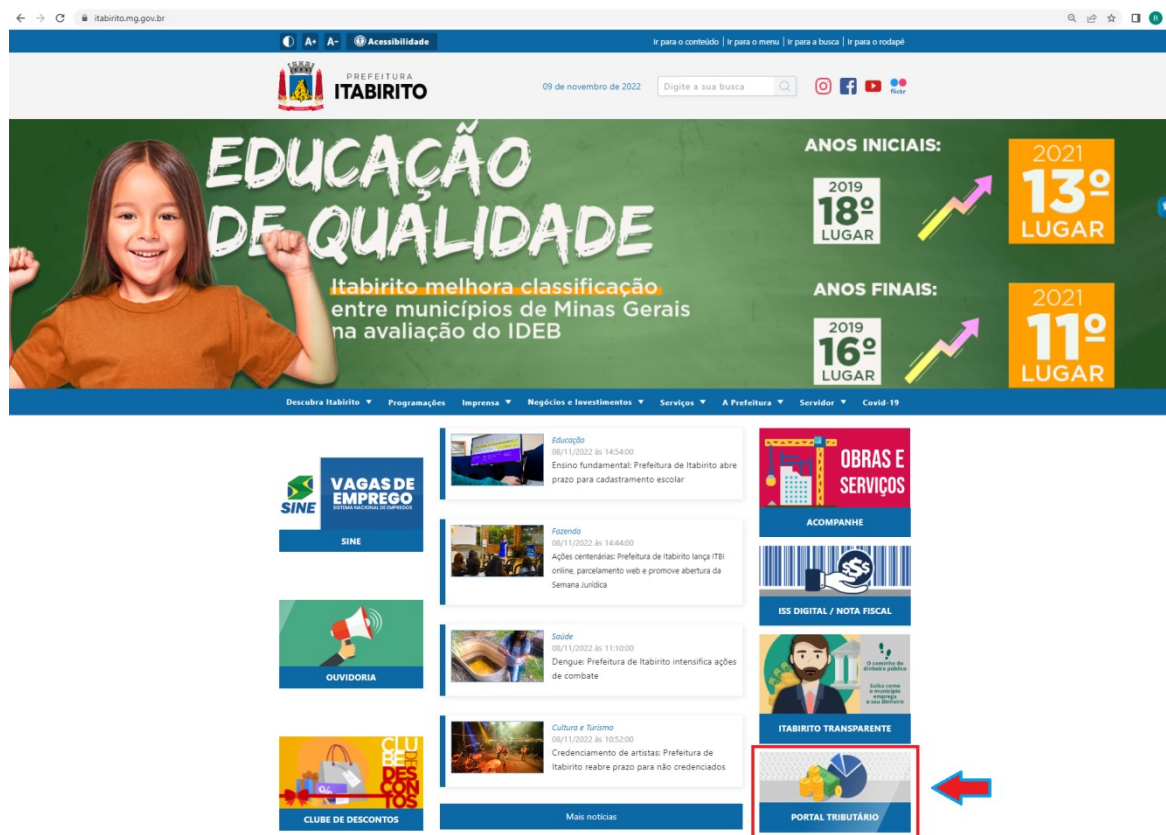 itabirito.mg.gov.br
R
A+ A- Acessibilidade
Ir para o conteúdo | Ir para o menu | Ir para a busca | Ir para o rodapé
PREFEITURA
ITABIRITO
09 de novembro de 2022
Digite a sua busca
flickr
EDUCAÇÃO
DE QUALIDADE
Itabirito melhora classificação
entre municípios de Minas Gerais
na avaliação do IDEB
ANOS INICIAIS:
2019
18º
LUGAR
2021
13º
LUGAR
ANOS FINAIS:
2019
16º
LUGAR
2021
11º
LUGAR
Descubra Itabirito Programações Imprensa Negócios e Investimentos Serviços A Prefeitura Servidor Covid-19
SINE
VAGAS DE
EMPREGO
SISTEMA NACIONAL DE EMPREGOS
SINE
OUVIDORIA
CLU
BE DE
DES
CON
TOS
%
CLUBE DE DESCONTOS
Educação
08/11/2022 às 14:54:00
Ensino fundamental: Prefeitura de Itabirito abre
prazo para cadastramento escolar
Fazenda
08/11/2022 às 14:44:00
Ações centenárias: Prefeitura de Itabirito lança ITBI
online, parcelamento web e promove abertura da
Semana Jurídica
Saúde
08/11/2022 às 11:10:00
Dengue: Prefeitura de Itabirito intensifica ações
de combate
Cultura e Turismo
08/11/2022 às 10:52:00
Credenciamento de artistas: Prefeitura de
Itabirito reabre prazo para não credenciados
Mais notícias
OBRAS E
SERVIÇOS
ACOMPANHE
ISS DIGITAL / NOTA FISCAL
O caminho do
dinheiro público
Saiba como
o município
emprega
o seu dinheiro
ITABIRITO TRANSPARENTE
PORTAL TRIBUTÁRIO